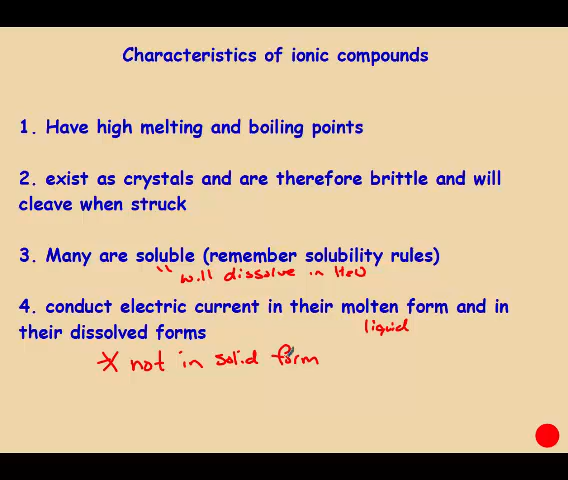 Characteristics of ionic compounds
1. Have high melting and boiling points
2. exist as crystals and are therefore brittle and will
cleave when struck
3. Many are soluble (remember solubility rules)
" will dissolve in H2O
4. conduct electric current in their molten form and in
liquid
their dissolved forms
* not in solid form